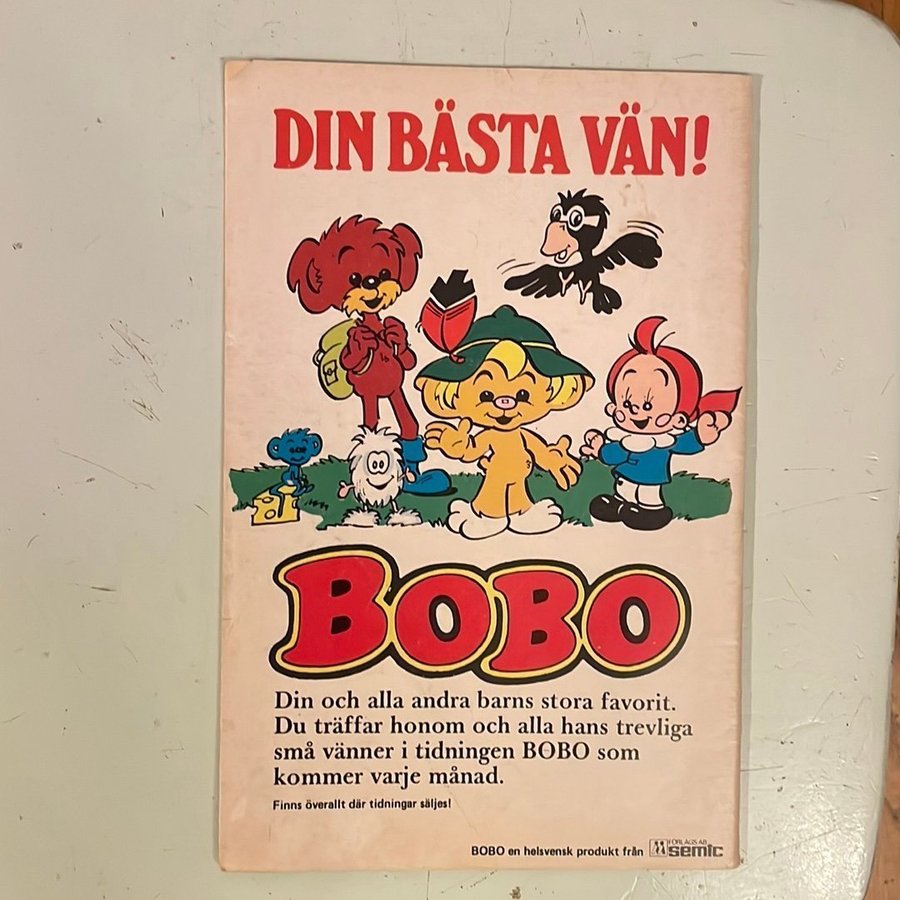 DIN BÄSTA VÄN!
BOBO
Din och alla andra barns stora favorit.
Du träffar honom och alla hans trevliga
små vänner i tidningen BOBO som
kommer varje månad.
Finns överallt där tidningar säljes!
BOBO en helsvensk produkt från
FÖRLAGS AB
semic